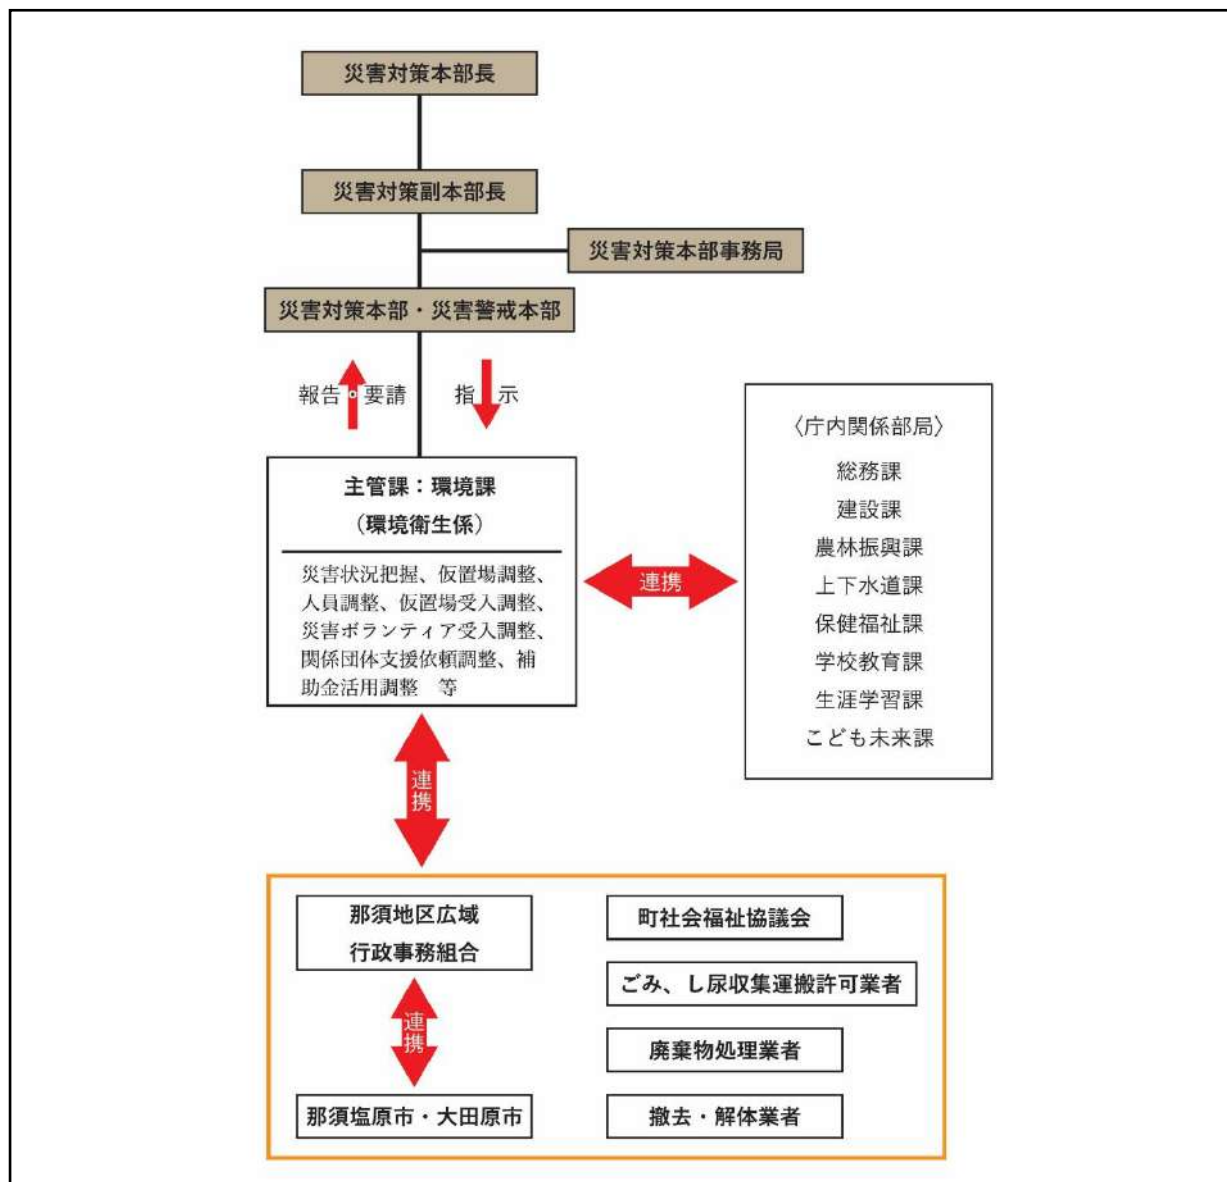 災害対策本部長
災害対策副本部長
災害対策本部事務局
災害対策本部・災害警戒本部
報告・要請
指示
主管課：環境課
（環境衛生係）
災害状況把握、仮置場調整、
人員調整、仮置場受入調整、
災害ボランティア受入調整、
関係団体支援依頼調整、補
助金活用調整　等
連携
〈庁内関係部局〉
総務課
建設課
農林振興課
上下水道課
保健福祉課
学校教育課
生涯学習課
こども未来課
連携
那須地区広域
行政事務組合
連携
那須塩原市・大田原市
町社会福祉協議会
ごみ、し尿収集運搬許可業者
廃棄物処理業者
撤去・解体業者